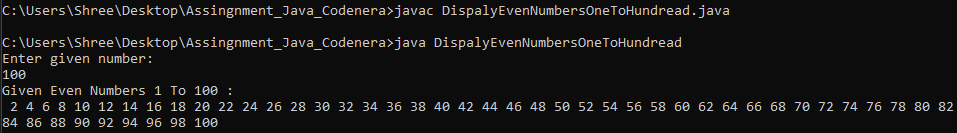 C:\Users\Shree\Desktop\Assingnment_Java_Codenera>javac DispalyEvenNumbersOneToHundread.java
C:\Users\Shree\Desktop\Assingnment_Java_Codenera>java DispalyEvenNumbersOneToHundread
Enter given number:
100
Given Even Numbers 1 To 100 :
2 4 6 8 10 12 14 16 18 20 22 24 26 28 30 32 34 36 38 40 42 44 46 48 50 52 54 56 58 60 62 64 66 68 70 72 74 76 78 80 82
84 86 88 90 92 94 96 98 100